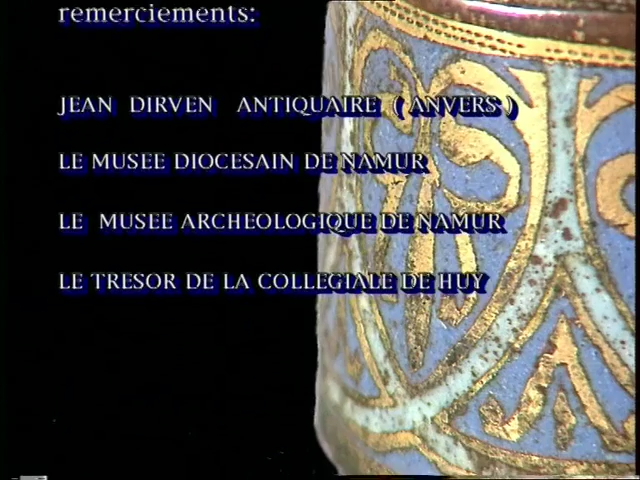 remerciements:
JEAN DIRVEN ANTIQUAIRE ( ANVERS )
LE MUSEE DIOCESAIN DE NAMUR
LE MUSEE ARCHEOLOGIQUE DE NAMUR
LE TRESOR DE LA COLLEGIALE DE HUY